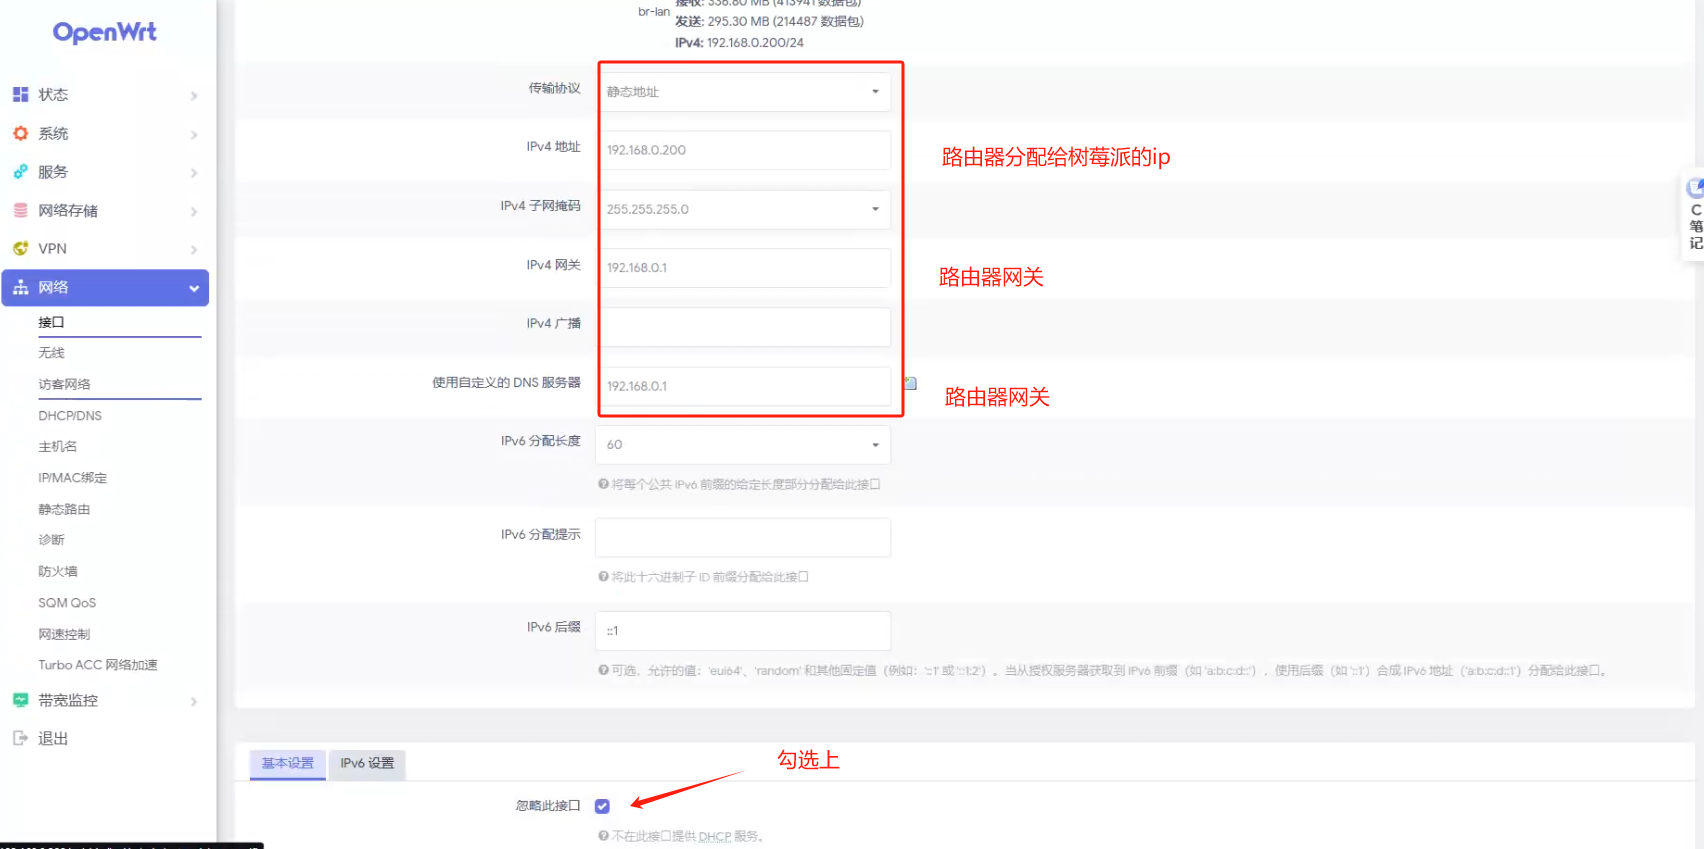 OpenWrt
状态
系统
服务
网络存储
VPN
网络
接口
无线
访客网络
DHCP/DNS
主机名
IP/MAC绑定
静态路由
诊断
防火墙
SQM QoS
网速控制
Turbo ACC 网络加速
带宽监控
退出
br-lan
接收: 336.80 MB (413941 数据包)
发送: 295.30 MB (214487 数据包)
IPv4: 192.168.0.200/24
传输协议
静态地址
IPv4 地址
192.168.0.200
路由器分配给树莓派的ip
IPv4 子网掩码
255.255.255.0
IPv4 网关
192.168.0.1
路由器网关
IPv4 广播
使用自定义的 DNS 服务器
192.168.0.1
路由器网关
IPv6 分配长度
60
将每个公共 IPv6 前缀的给定长度部分分配给此接口
IPv6 分配提示
将此十六进制子 ID 前缀分配给此接口
IPv6 后缀
::1
可选，允许的值：'eui64'、'random' 和其他固定值（例如：'::1' 或 '::1:2'）。当从授权服务器获取到 IPv6 前缀（如 'a:b:c:d::'），使用后缀（如 '::1'）合成 IPv6 地址（'a:b:c:d::1'）分配给此接口。
基本设置
IPv6 设置
勾选上
忽略此接口
不在此接口提供 DHCP 服务。
C
笔
记